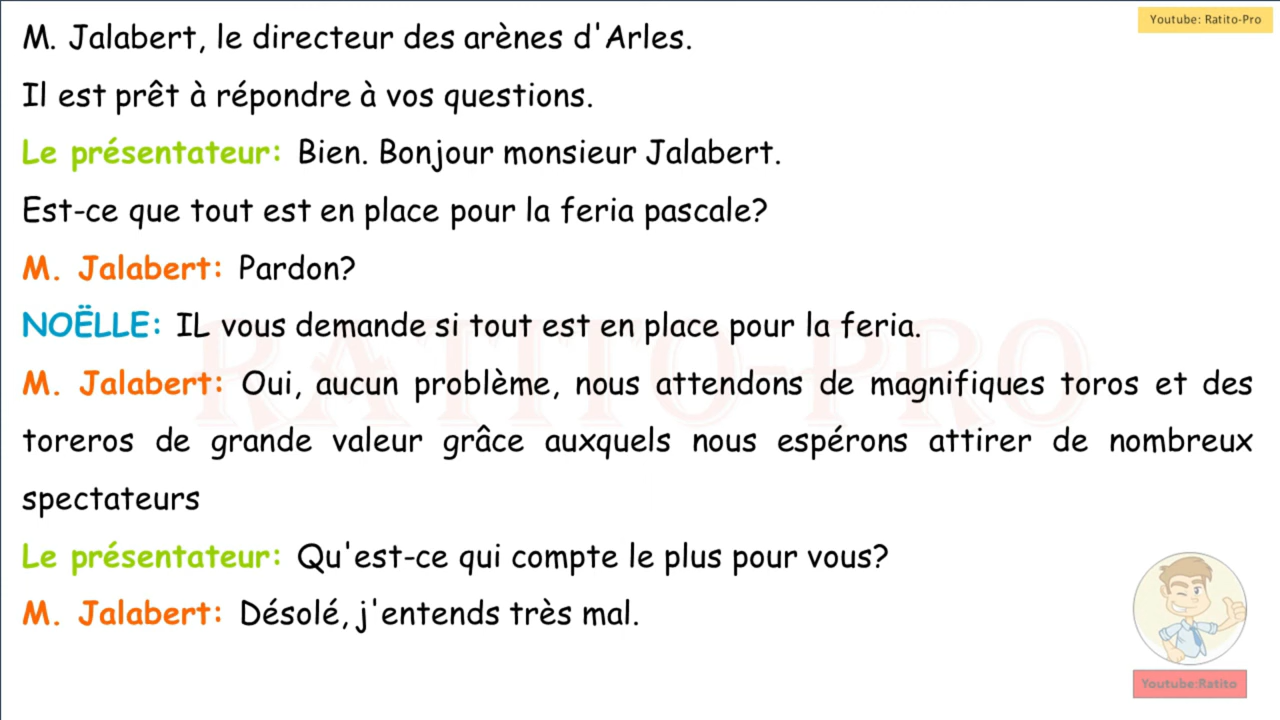 Youtube: Ratito-Pro
M. Jalabert, le directeur des arènes d'Arles.
Il est prêt à répondre à vos questions.
Le présentateur: Bien. Bonjour monsieur Jalabert.
Est-ce que tout est en place pour la feria pascale?
M. Jalabert: Pardon?
NOËLLE: IL vous demande si tout est en place pour la feria.
M. Jalabert: Oui, aucun problème, nous attendons de magnifiques toros et des
toreros de grande valeur grâce auxquels nous espérons attirer de nombreux
spectateurs
Le présentateur: Qu'est-ce qui compte le plus pour vous?
M. Jalabert: Désolé, j'entends très mal.
RATITO-PRO
Youtube:Ratito